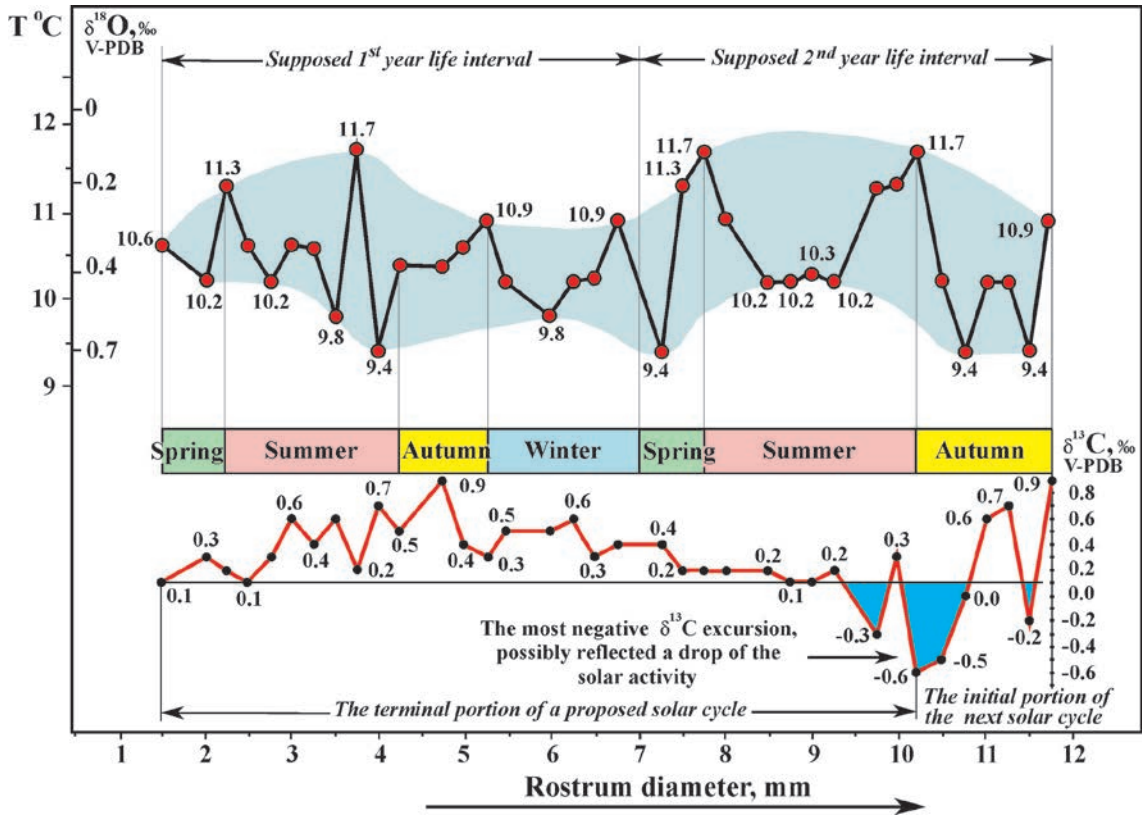 T °C
δ18O,‰
V-PDB
Supposed 1st year life interval
Supposed 2nd year life interval
12
11
10
9
0
0.2
0.4
0.7
10.6
10.2
11.3
10.2
9.8
11.7
9.4
10.9
9.8
10.9
9.4
11.3
11.7
10.2
10.2
10.3
10.2
11.7
9.4
9.4
10.9
Spring
Summer
Autumn
Winter
Spring
Summer
Autumn
δ13C, ‰
V-PDB
0.8
0.6
0.4
0.2
0.0
-0.2
-0.4
-0.6
0.1
0.3
0.1
0.6
0.4
0.7
0.2
0.5
0.9
0.4
0.3
0.5
0.6
0.3
0.4
0.2
0.2
0.1
0.2
-0.3
0.3
-0.6
-0.5
0.0
0.6
0.7
-0.2
0.9
The most negative δ13C excursion,
possibly reflected a drop of the
solar activity
The terminal portion of a proposed solar cycle
The initial portion of
the next solar cycle
1 2 3 4 5 6 7 8 9 10 11 12
Rostrum diameter, mm